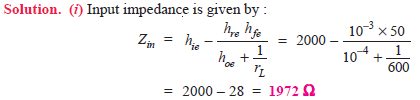 Solution. (i) Input impedance is given by :
Z_in = h_ie − (h_re h_fe)/(h_oe + 1/r_L) = 2000 − (10^-3 × 50)/(10^-4 + 1/600)
= 2000 – 28 = 1972 Ω